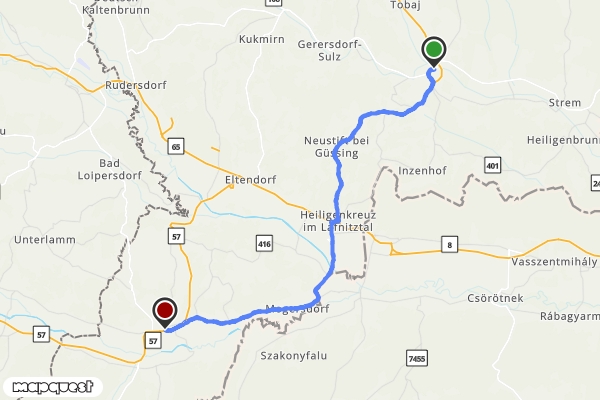 Deutsch
Kaltenbrunn
Tobaj
Kukmirn
Gerersdorf-
Sulz
Rudersdorf
Strem
65
Neustift bei
Güssing
Heiligenbrunn
Bad
Loipersdorf
401
Inzenhof
24
Eltendorf
Heiligenkreuz
im Lafnitztal
Unterlamm
57
416
8
Vasszentmihály
Csörötnek
Mogersdorf
Rábagyarm
57
57
Szakonyfalu
7455
mapquest